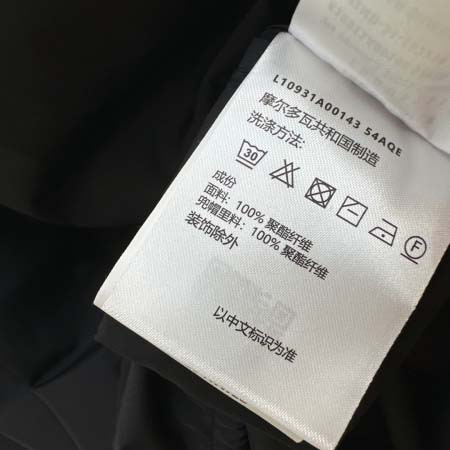 L10931A00143 54AQE
摩尔多瓦共和国制造
洗涤方法:
30
F
成份
面料: 100% 聚酯纤维
兜帽里料: 100% 聚酯纤维
装饰除外
以中文标识为准